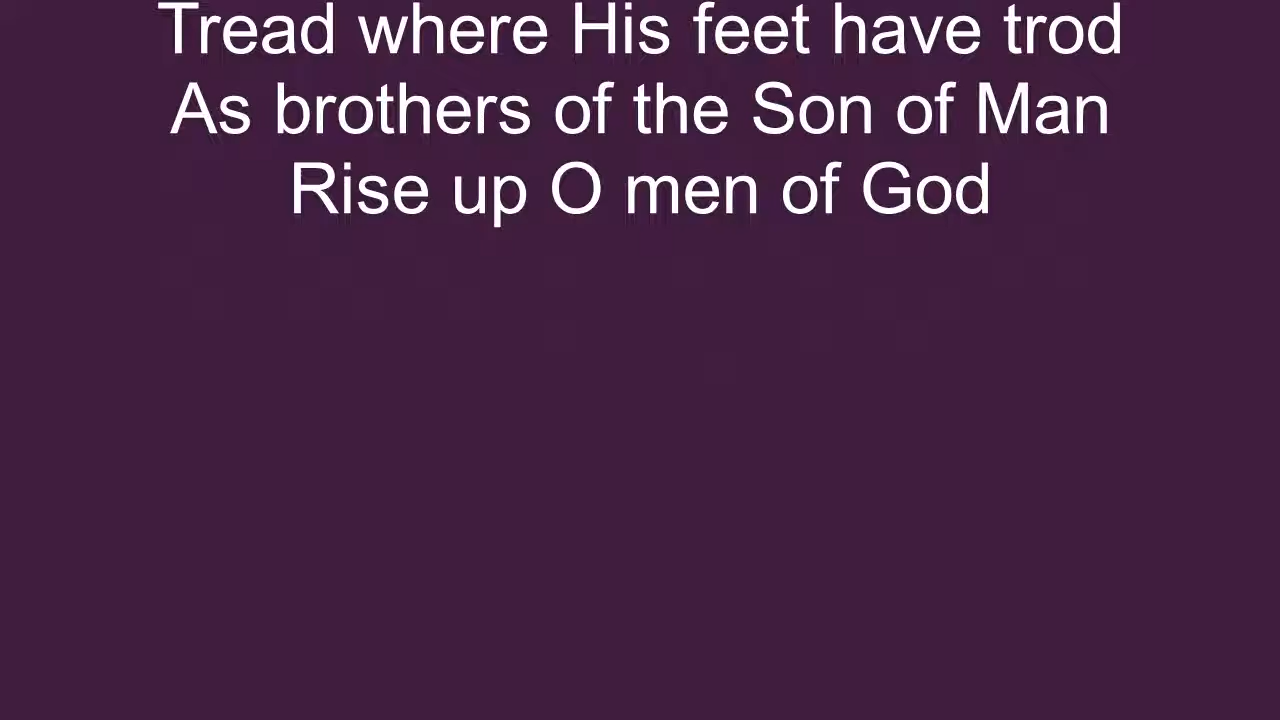 Tread where His feet have trod
As brothers of the Son of Man
Rise up O men of God